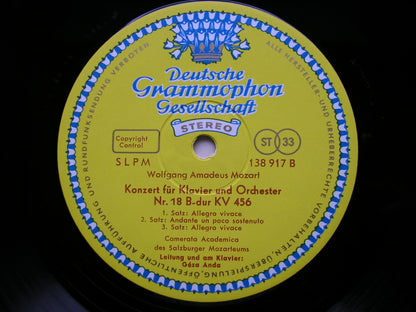 Deutsche
Grammophon
Gesellschaft
STEREO
Copyright
Control
ST 33
SLPM
138 917 B
Wolfgang Amadeus Mozart
Konzert für Klavier und Orchester
Nr. 18 B-dur KV 456
1. Satz: Allegro vivace
2. Satz: Andante un poco sostenuto
3. Satz: Allegro vivace
Camerata Academica
des Salzburger Mozarteums
Leitung und am Klavier:
Géza Anda
ALLE HERSTELLER- UND URHEBERRECHTE VORBEHALTEN
ÜBERSPIELUNG, ÖFFENTLICHE AUFFÜHRUNG UND RUNDFUNKSENDUNG VERBOTEN